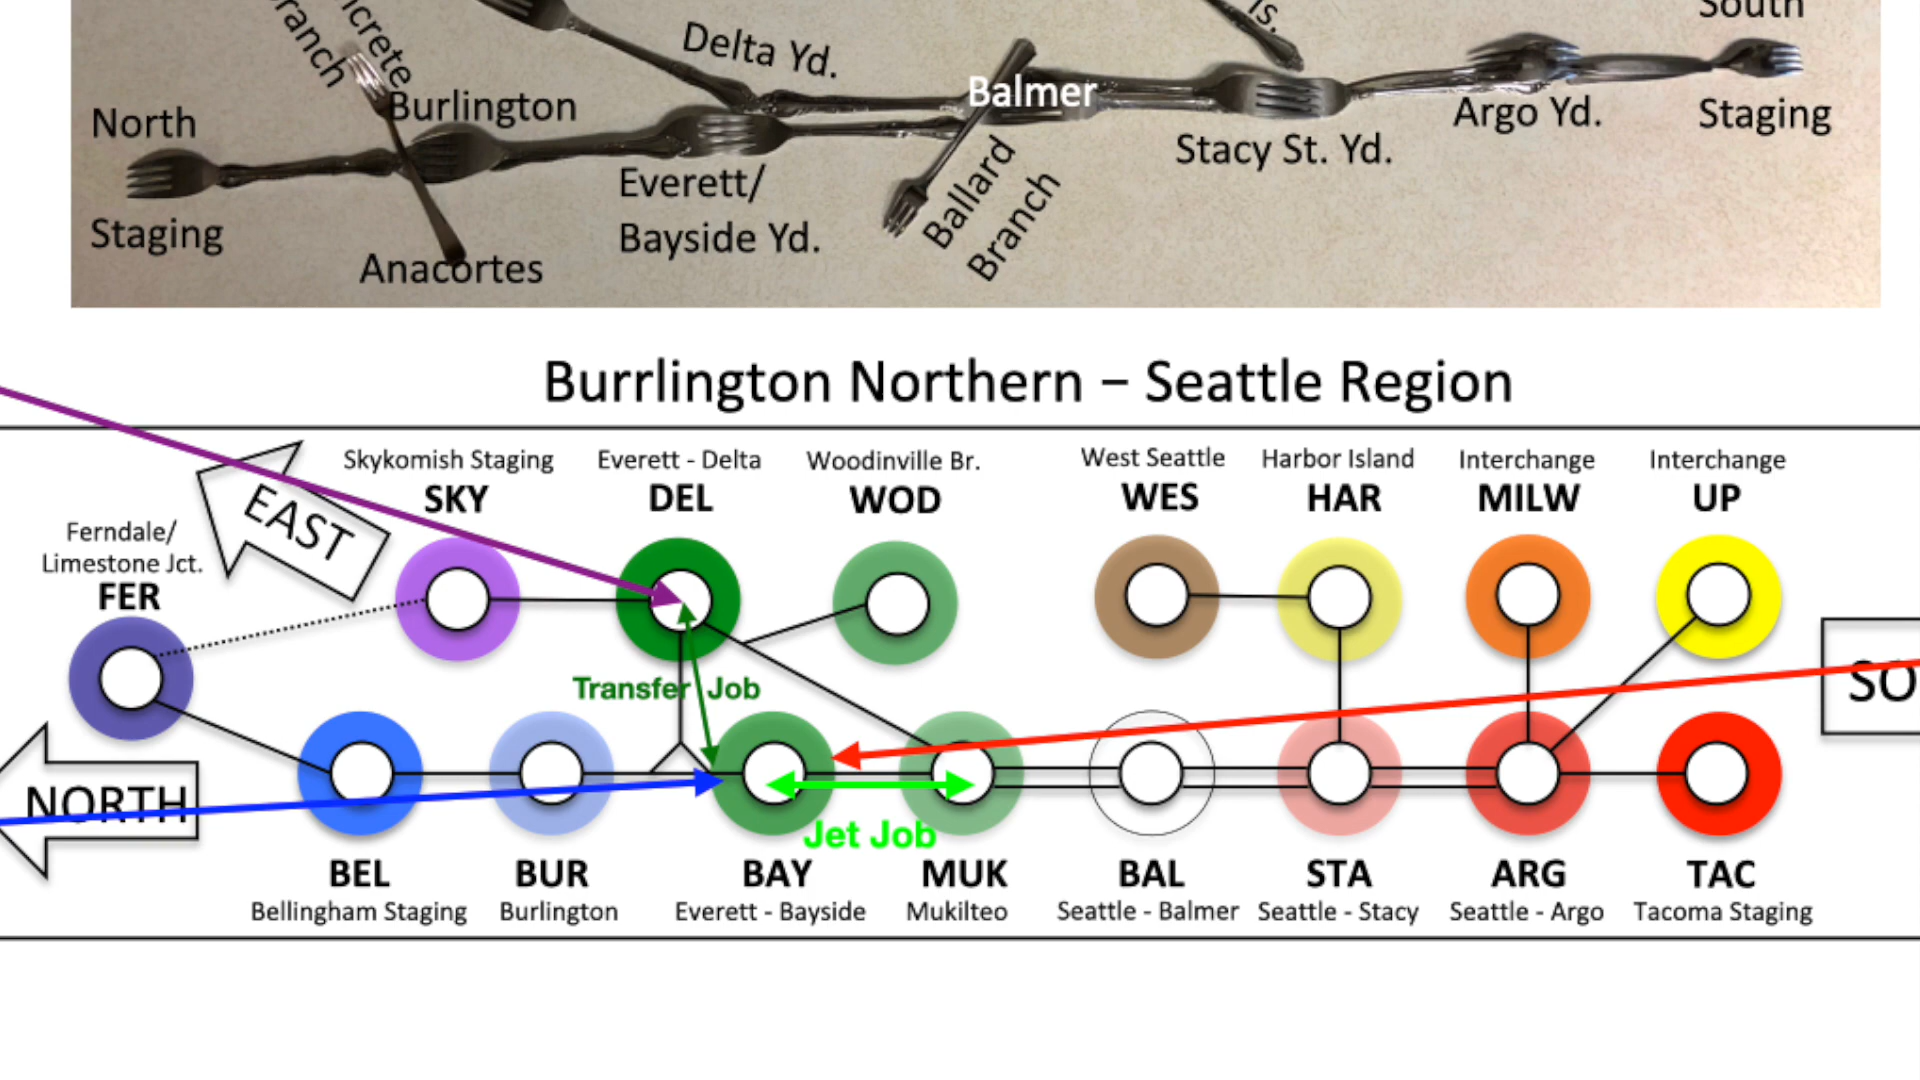 South
Is.
ranch
ncrete
Delta Yd.
Balmer
Burlington
North
Argo Yd.
Staging
Stacy St. Yd.
Everett/
Bayside Yd.
Ballard
Branch
Staging
Anacortes
Burrlington Northern – Seattle Region
Skykomish Staging
SKY
Everett - Delta
DEL
Woodinville Br.
WOD
West Seattle
WES
Harbor Island
HAR
Interchange
MILW
Interchange
UP
EAST
Ferndale/
Limestone Jct.
FER
Transfer Job
SO
NORTH
Jet Job
BEL
Bellingham Staging
BUR
Burlington
BAY
Everett - Bayside
MUK
Mukilteo
BAL
Seattle - Balmer
STA
Seattle - Stacy
ARG
Seattle - Argo
TAC
Tacoma Staging